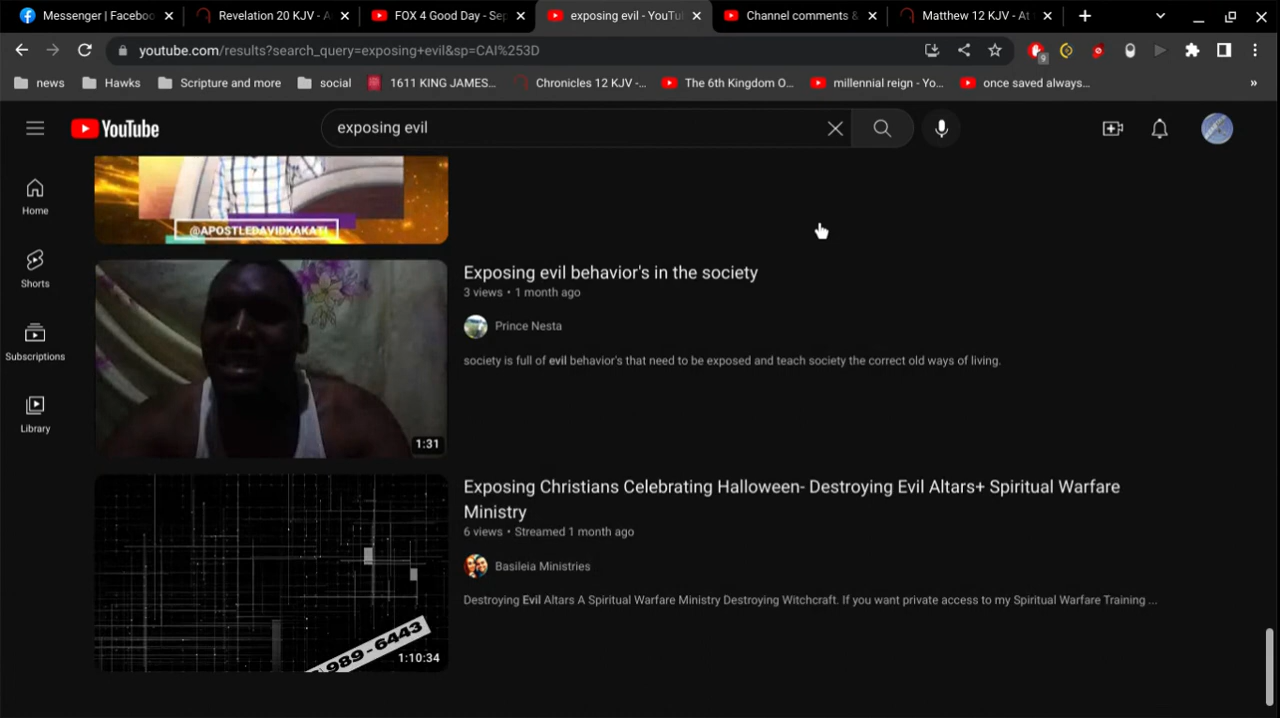 Messenger | Faceboo
Revelation 20 KJV - A
FOX 4 Good Day - Sep
exposing evil - YouTu
Channel comments &
Matthew 12 KJV - At t
youtube.com/results?search_query=exposing+evil&sp=CAI%253D
9
news
Hawks
Scripture and more
social
1611 KING JAMES...
Chronicles 12 KJV -...
The 6th Kingdom O...
millennial reign - Yo...
once saved always...
»
YouTube
exposing evil
Home
Shorts
Subscriptions
Library
@APOSTLEDAVIDKAKATI
Exposing evil behavior's in the society
3 views • 1 month ago
Prince Nesta
society is full of evil behavior's that need to be exposed and teach society the correct old ways of living.
1:31
Exposing Christians Celebrating Halloween- Destroying Evil Altars+ Spiritual Warfare
Ministry
6 views • Streamed 1 month ago
Basileia Ministries
Destroying Evil Altars A Spiritual Warfare Ministry Destroying Witchcraft. If you want private access to my Spiritual Warfare Training ...
989 - 6443
1:10:34